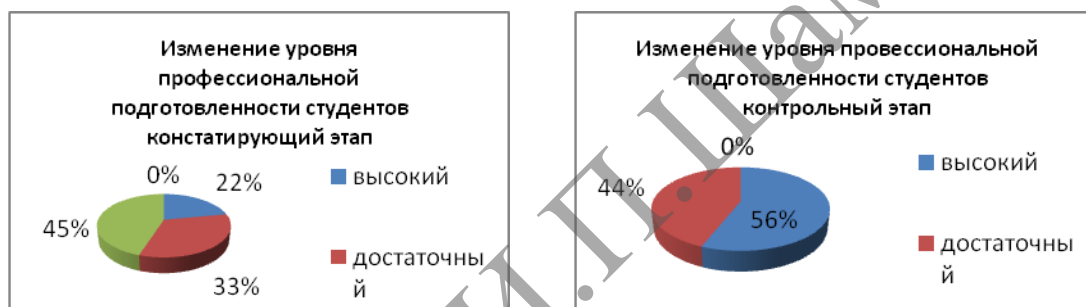 Изменение уровня
профессиональной
подготовленности студентов
констатирующий этап
0%
22%
45%
33%
высокий
достаточны
й
Изменение уровня провессиональной
подготовленности студентов
контрольный этап
0%
44%
56%
высокий
достаточны
й
И.П.Шам